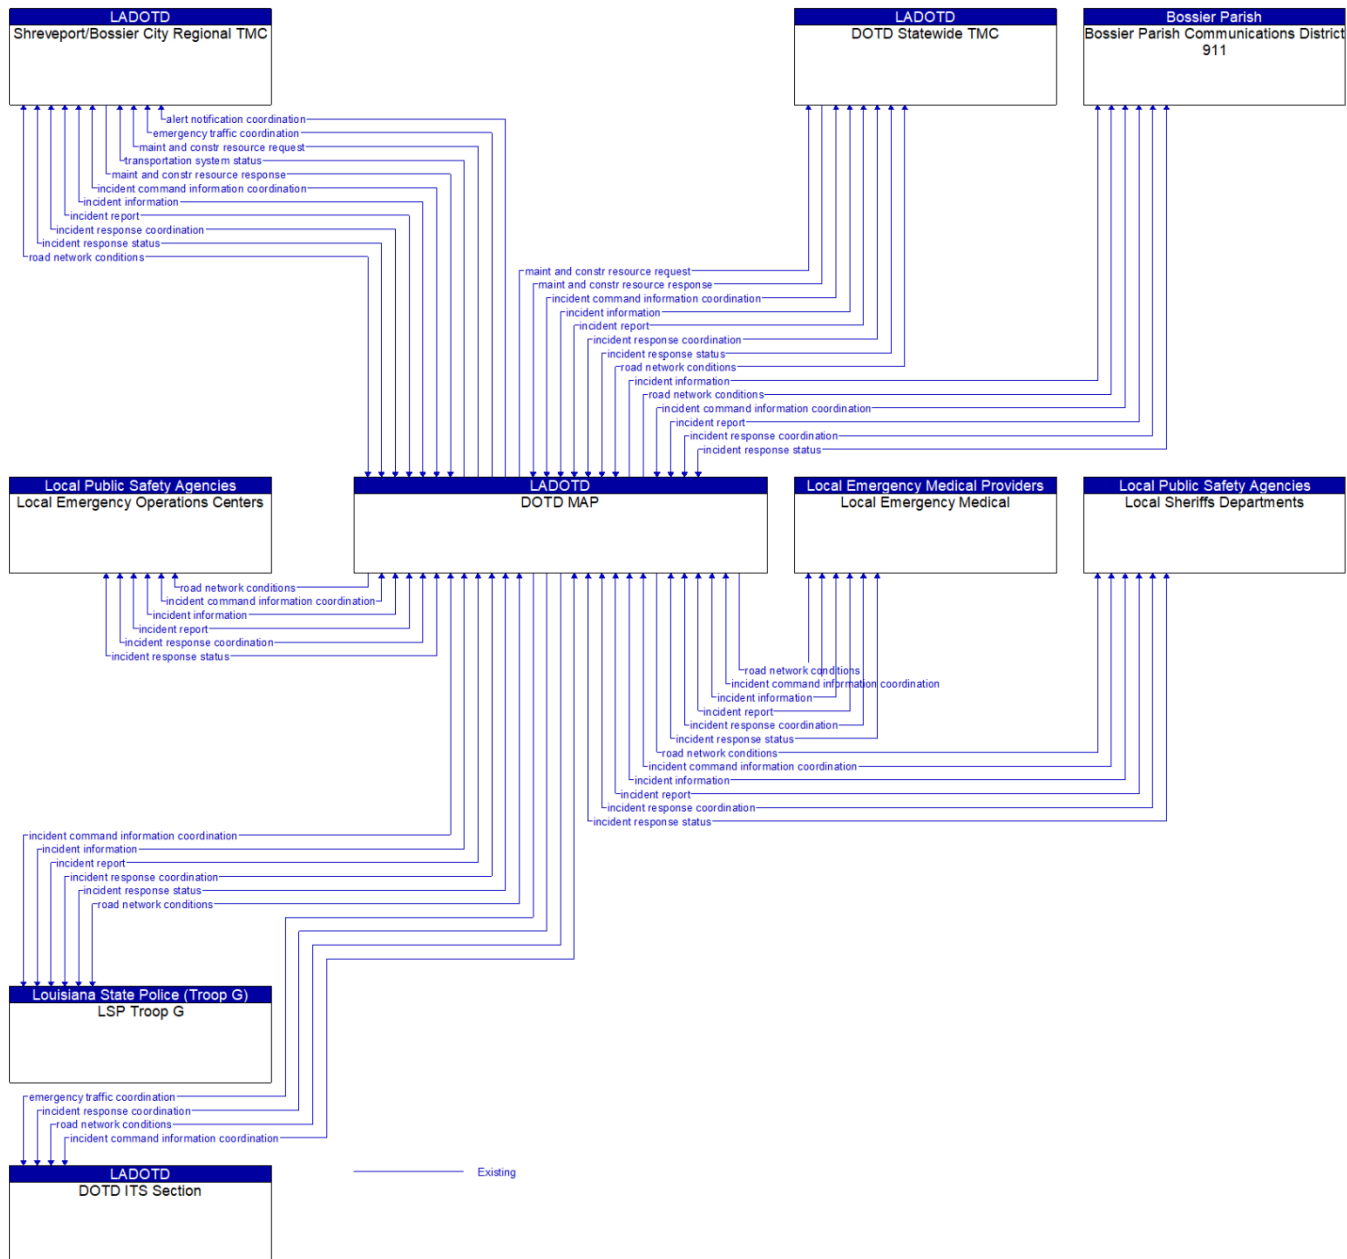 LADOTD
Shreveport/Bossier City Regional TMC
LADOTD
DOTD Statewide TMC
Bossier Parish
Bossier Parish Communications District
911
alert notification coordination
emergency traffic coordination
maint and constr resource request
transportation system status
maint and constr resource response
incident command information coordination
incident information
incident report
incident response coordination
incident response status
road network conditions
maint and constr resource request
maint and constr resource response
incident command information coordination
incident information
incident report
incident response coordination
incident response status
road network conditions
incident information
road network conditions
incident command information coordination
incident report
incident response coordination
incident response status
Local Public Safety Agencies
Local Emergency Operations Centers
LADOTD
DOTD MAP
Local Emergency Medical Providers
Local Emergency Medical
Local Public Safety Agencies
Local Sheriffs Departments
road network conditions
incident command information coordination
incident information
incident report
incident response coordination
incident response status
road network conditions
incident command information coordination
incident information
incident report
incident response coordination
incident response status
road network conditions
incident command information coordination
incident information
incident report
incident response coordination
incident response status
incident command information coordination
incident information
incident report
incident response coordination
incident response status
road network conditions
Louisiana State Police (Troop G)
LSP Troop G
emergency traffic coordination
incident response coordination
road network conditions
incident command information coordination
LADOTD
DOTD ITS Section
Existing